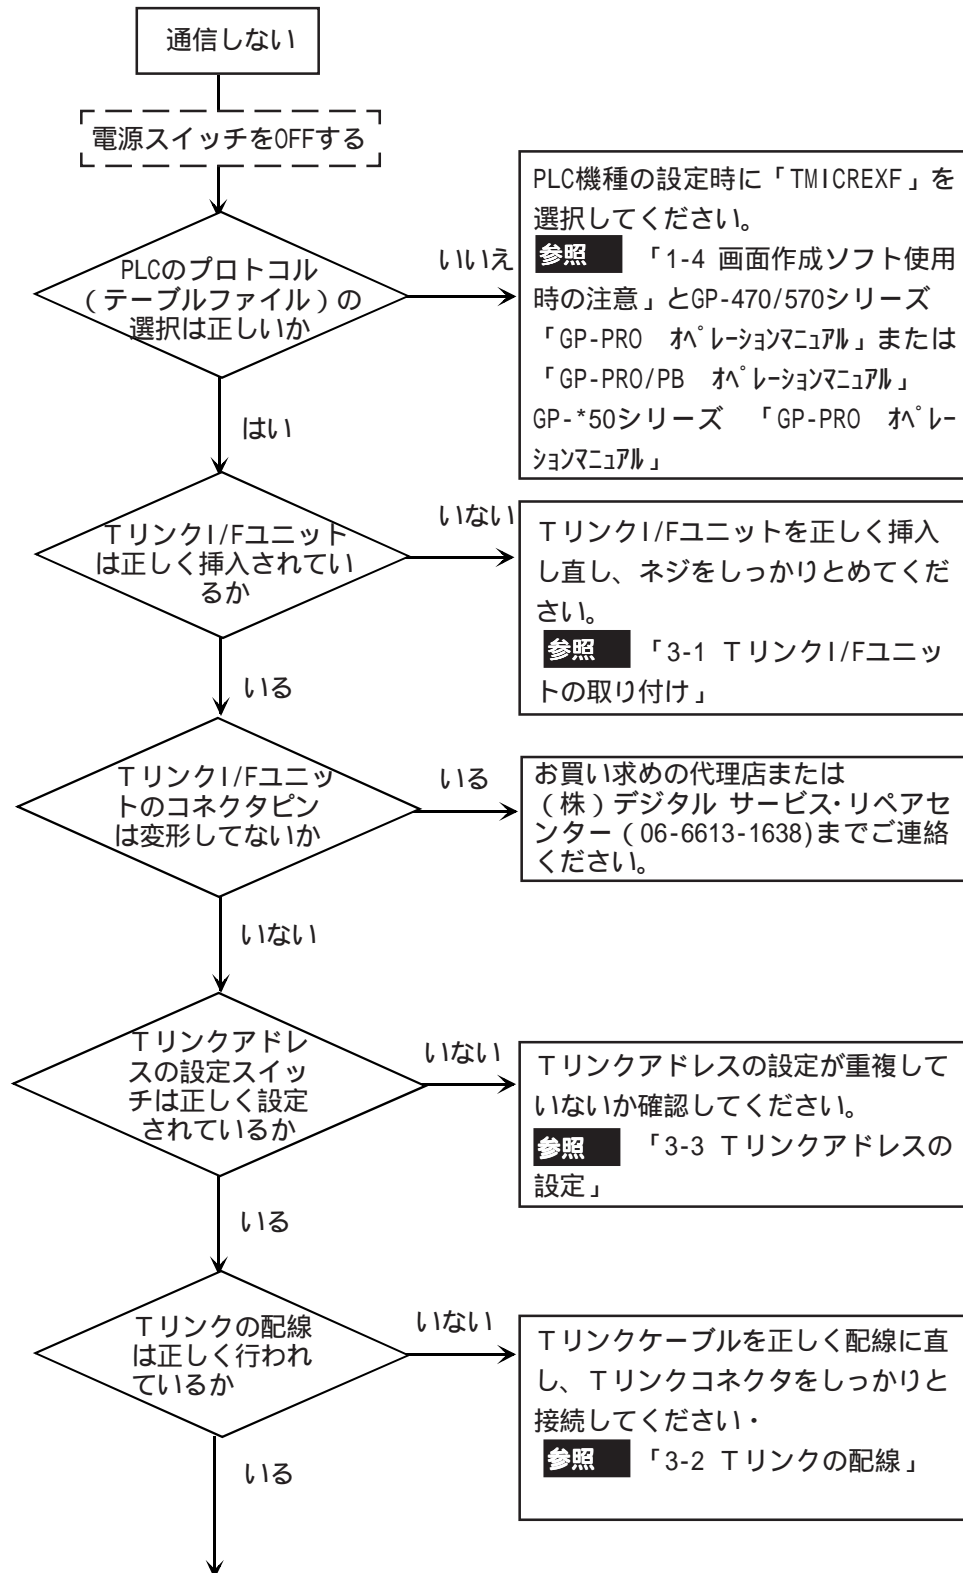 通信しない
電源スイッチをOFFする
PLCのプロトコル
(テーブルファイル)の
選択は正しいか
いいえ
PLC機種の設定時に「TMICREXF」を
選択してください。
参照 「1-4 画面作成ソフト使用
時の注意」とGP-470/570シリーズ
「GP-PRO オペレーションマニュアル」または
「GP-PRO/PB オペレーションマニュアル」
GP-*50シリーズ 「GP-PRO オペレー
ションマニュアル」
はい
TリンクI/Fユニット
は正しく挿入されてい
るか
いない
TリンクI/Fユニットを正しく挿入
し直し、ネジをしっかりとめてくだ
さい。
参照 「3-1 TリンクI/Fユニッ
トの取り付け」
いる
TリンクI/Fユニッ
トのコネクタピン
は変形してないか
いる
お買い求めの代理店または
(株)デジタル サービス・リペアセ
ンター(06-6613-1638)までご連絡
ください。
いない
Tリンクアドレ
スの設定スイッ
チは正しく設定
されているか
いない
Tリンクアドレスの設定が重複して
いないか確認してください。
参照 「3-3 Tリンクアドレスの
設定」
いる
Tリンクの配線
は正しく行われ
ているか
いない
Tリンクケーブルを正しく配線に直
し、Tリンクコネクタをしっかりと
接続してください・
参照 「3-2 Tリンクの配線」
いる